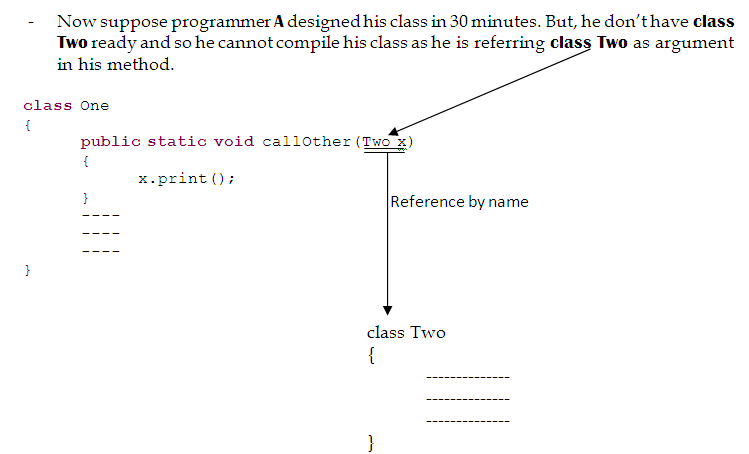 - Now suppose programmer A designed his class in 30 minutes. But, he don't have class
Two ready and so he cannot compile his class as he is referring class Two as argument
in his method.
class One
{
public static void callOther(Two x)
{
x.print();
}
----
----
----
}
Reference by name
class Two
{
--------------
--------------
--------------
}